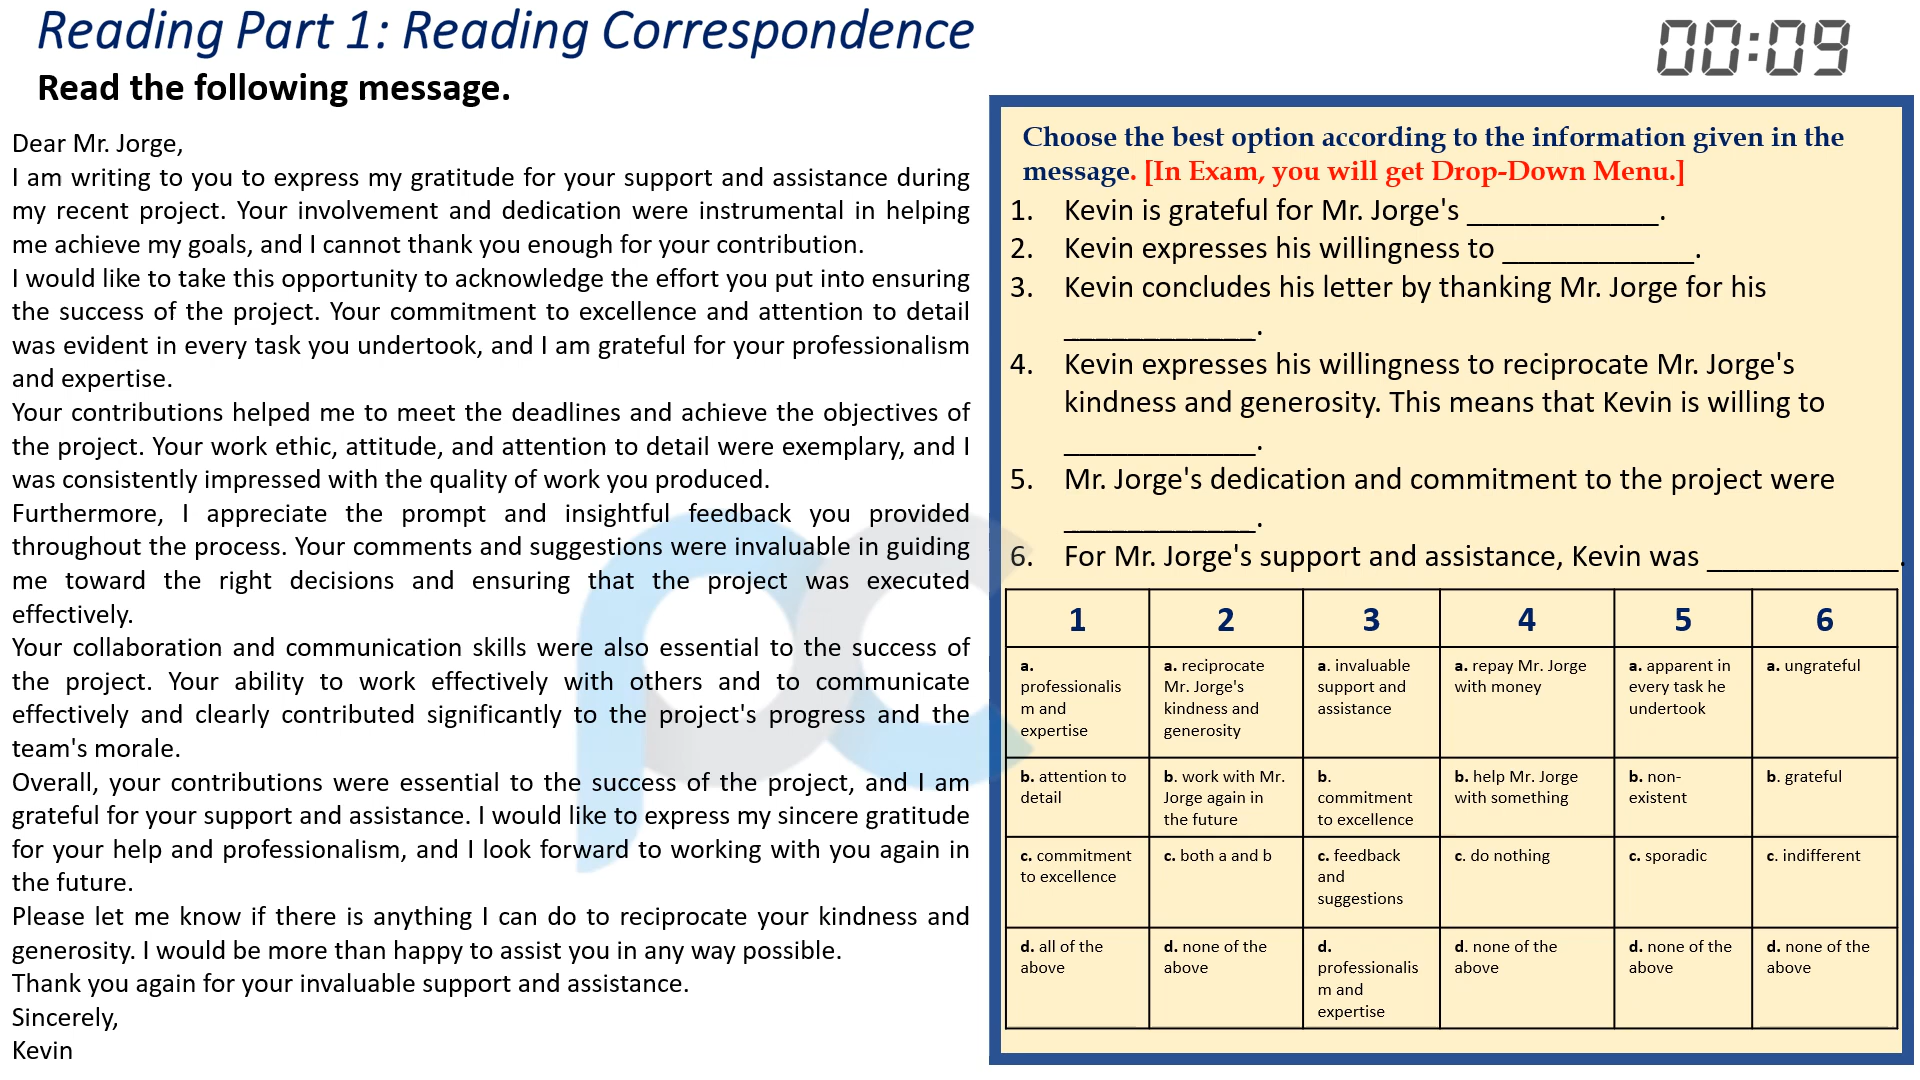 Reading Part 1: Reading Correspondence
00:09
Read the following message.
Dear Mr. Jorge,
I am writing to you to express my gratitude for your support and assistance during
my recent project. Your involvement and dedication were instrumental in helping
me achieve my goals, and I cannot thank you enough for your contribution.
I would like to take this opportunity to acknowledge the effort you put into ensuring
the success of the project. Your commitment to excellence and attention to detail
was evident in every task you undertook, and I am grateful for your professionalism
and expertise.
Your contributions helped me to meet the deadlines and achieve the objectives of
the project. Your work ethic, attitude, and attention to detail were exemplary, and I
was consistently impressed with the quality of work you produced.
Furthermore, I appreciate the prompt and insightful feedback you provided
throughout the process. Your comments and suggestions were invaluable in guiding
me toward the right decisions and ensuring that the project was executed
effectively.
Your collaboration and communication skills were also essential to the success of
the project. Your ability to work effectively with others and to communicate
effectively and clearly contributed significantly to the project's progress and the
team's morale.
Overall, your contributions were essential to the success of the project, and I am
grateful for your support and assistance. I would like to express my sincere gratitude
for your help and professionalism, and I look forward to working with you again in
the future.
Please let me know if there is anything I can do to reciprocate your kindness and
generosity. I would be more than happy to assist you in any way possible.
Thank you again for your invaluable support and assistance.
Sincerely,
Kevin
Choose the best option according to the information given in the
message. [In Exam, you will get Drop-Down Menu.]
1. Kevin is grateful for Mr. Jorge's ____________.
2. Kevin expresses his willingness to ____________.
3. Kevin concludes his letter by thanking Mr. Jorge for his
____________.
4. Kevin expresses his willingness to reciprocate Mr. Jorge's
kindness and generosity. This means that Kevin is willing to
____________.
5. Mr. Jorge's dedication and commitment to the project were
____________.
6. For Mr. Jorge's support and assistance, Kevin was ____________.
1 2 3 4 5 6
a.
professionalis
m and
expertise
a. reciprocate
Mr. Jorge's
kindness and
generosity
a. invaluable
support and
assistance
a. repay Mr. Jorge
with money
a. apparent in
every task he
undertook
a. ungrateful
b. attention to
detail
b. work with Mr.
Jorge again in
the future
b.
commitment
to excellence
b. help Mr. Jorge
with something
b. non-
existent
b. grateful
c. commitment
to excellence
c. both a and b
c. feedback
and
suggestions
c. do nothing
c. sporadic
c. indifferent
d. all of the
above
d. none of the
above
d.
professionalis
m and
expertise
d. none of the
above
d. none of the
above
d. none of the
above